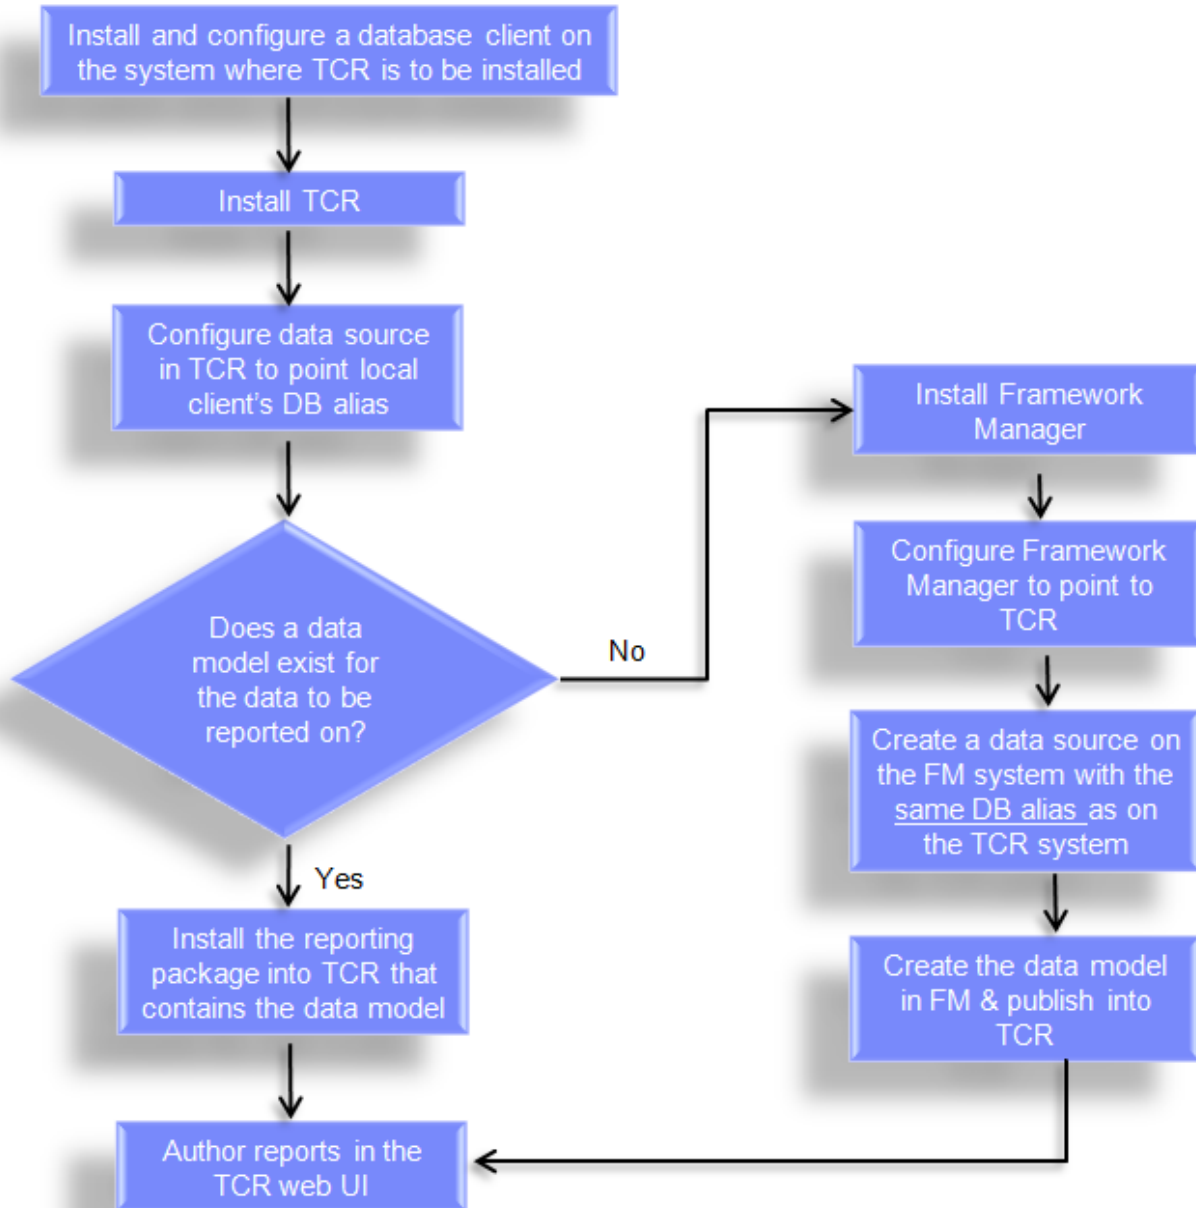 Install and configure a database client on
the system where TCR is to be installed
Install TCR
Configure data source
in TCR to point local
client's DB alias
Does a data
model exist for
the data to be
reported on?
No
Yes
Install the reporting
package into TCR that
contains the data model
Author reports in the
TCR web UI
Install Framework
Manager
Configure Framework
Manager to point to
TCR
Create a data source on
the FM system with the
same DB alias as on
the TCR system
Create the data model
in FM & publish into
TCR